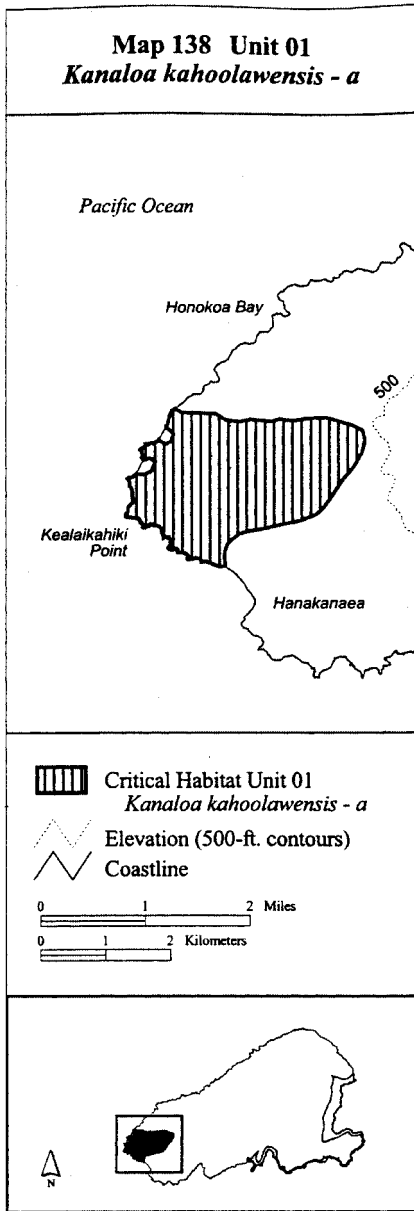 Map 138 Unit 01
Kanaloa kahoolawensis - a
Pacific Ocean
Honokoa Bay
500
Kealaikahiki
Point
Hanakanaea
Critical Habitat Unit 01
Kanaloa kahoolawensis - a
Elevation (500-ft. contours)
Coastline
0 1 2 Miles
0 1 2 Kilometers
N